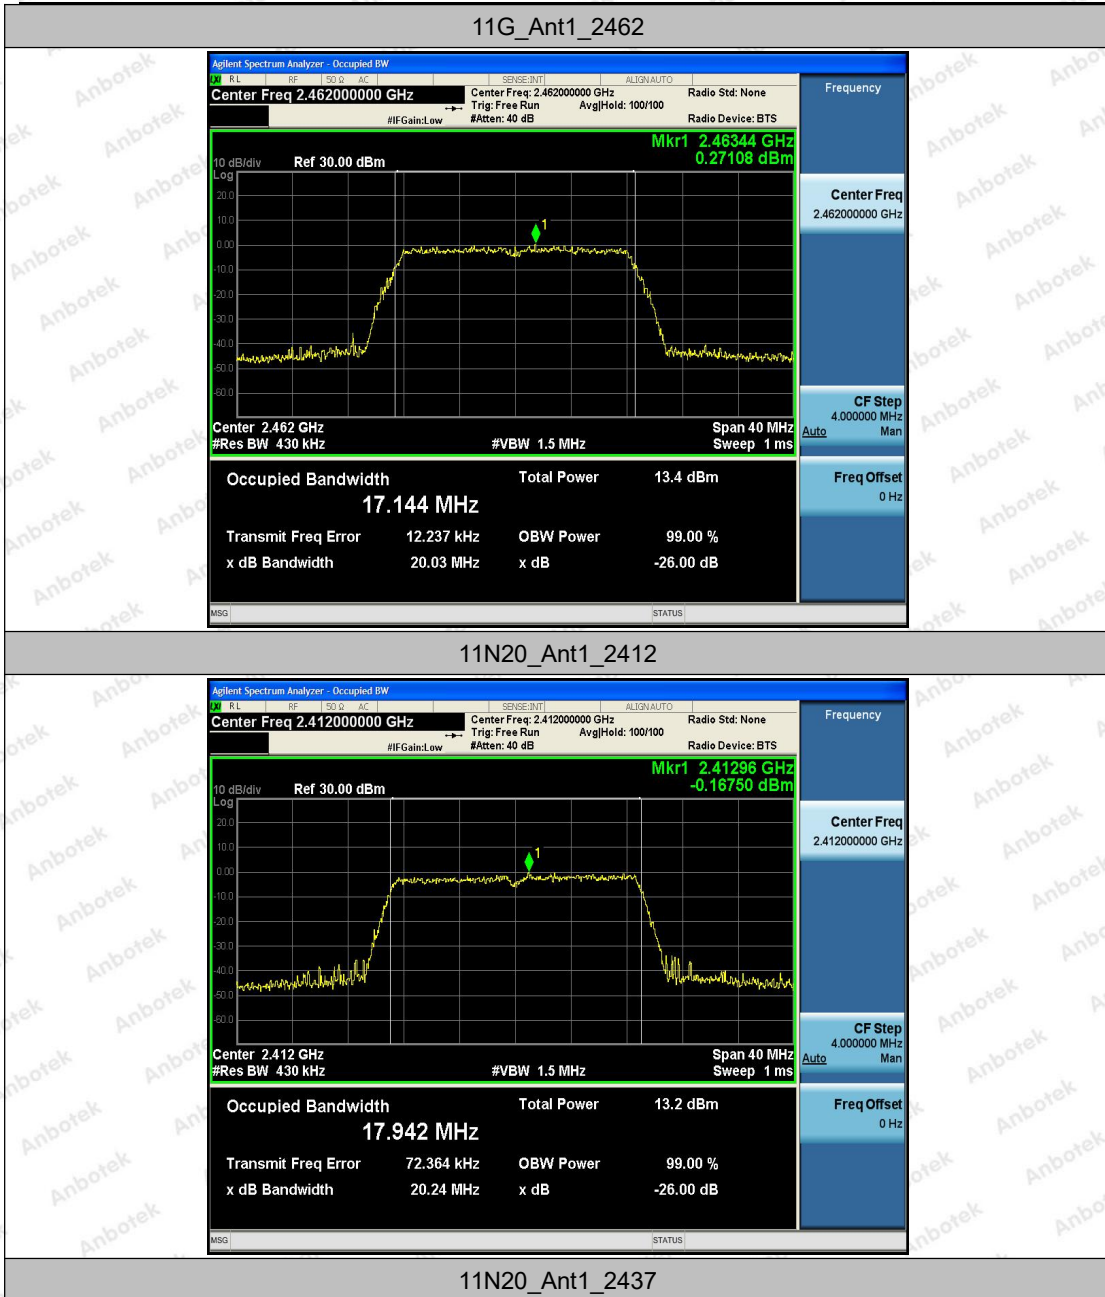 11G_Ant1_2462
Agilent Spectrum Analyzer - Occupied BW
LXI RL RF 50 Ω AC SENSE:INT ALIGNAUTO
Center Freq 2.462000000 GHz
Center Freq: 2.462000000 GHz
Radio Std: None
Trig: Free Run Avg|Hold: 100/100
#IFGain:Low
#Atten: 40 dB
Radio Device: BTS
Frequency
Mkr1 2.46344 GHz
0.27108 dBm
10 dB/div Ref 30.00 dBm
Log
20.0
10.0
0.00
-10.0
-20.0
-30.0
-40.0
-50.0
-60.0
1
Center Freq
2.462000000 GHz
Center 2.462 GHz
Span 40 MHz
#Res BW 430 kHz
#VBW 1.5 MHz
Sweep 1 ms
CF Step
4.000000 MHz
Auto Man
Occupied Bandwidth
17.144 MHz
Total Power 13.4 dBm
Freq Offset
0 Hz
Transmit Freq Error 12.237 kHz OBW Power 99.00 %
x dB Bandwidth 20.03 MHz x dB -26.00 dB
MSG STATUS
11N20_Ant1_2412
Agilent Spectrum Analyzer - Occupied BW
LXI RL RF 50 Ω AC SENSE:INT ALIGNAUTO
Center Freq 2.412000000 GHz
Center Freq: 2.412000000 GHz
Radio Std: None
Trig: Free Run Avg|Hold: 100/100
#IFGain:Low
#Atten: 40 dB
Radio Device: BTS
Frequency
Mkr1 2.41296 GHz
-0.16750 dBm
10 dB/div Ref 30.00 dBm
Log
20.0
10.0
0.00
-10.0
-20.0
-30.0
-40.0
-50.0
-60.0
1
Center Freq
2.412000000 GHz
Center 2.412 GHz
Span 40 MHz
#Res BW 430 kHz
#VBW 1.5 MHz
Sweep 1 ms
CF Step
4.000000 MHz
Auto Man
Occupied Bandwidth
17.942 MHz
Total Power 13.2 dBm
Freq Offset
0 Hz
Transmit Freq Error 72.364 kHz OBW Power 99.00 %
x dB Bandwidth 20.24 MHz x dB -26.00 dB
MSG STATUS
11N20_Ant1_2437
Anbotek